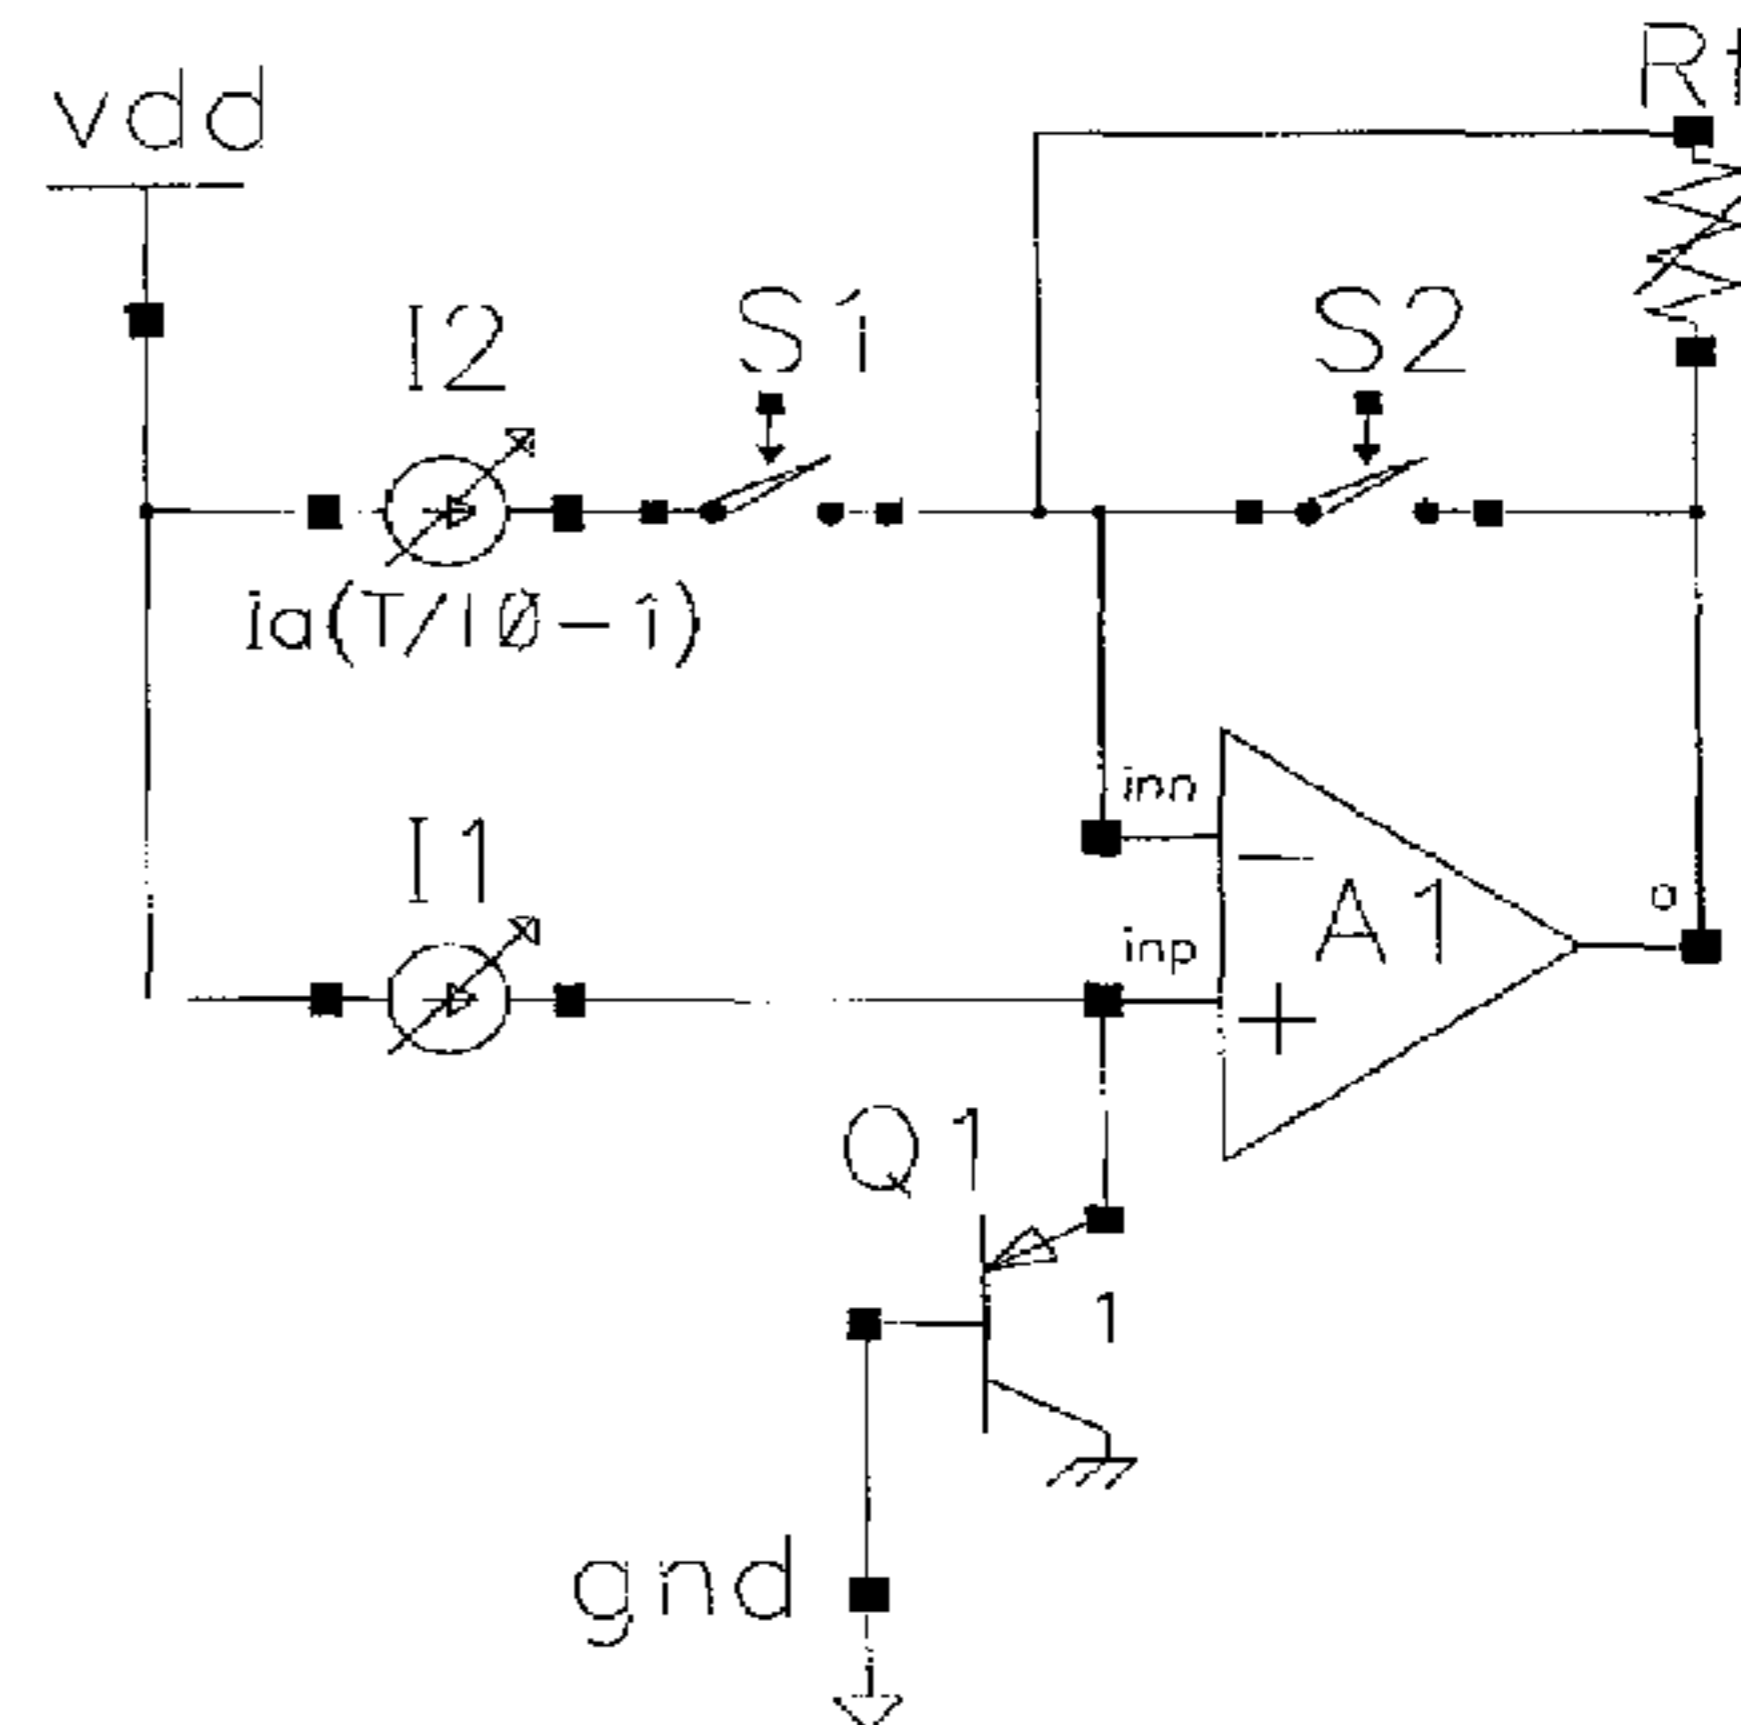 Rf
vdd
I2 S1 S2
ia(T/10-1)
inn
I1
A1 o
inp
-
+
Q1
1
gnd